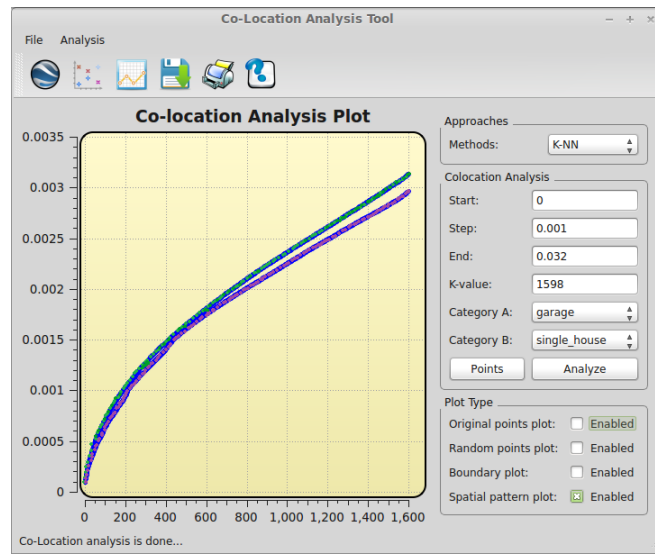 Co-Location Analysis Tool
File Analysis
Co-location Analysis Plot
0.0035
0.003
0.0025
0.002
0.0015
0.001
0.0005
0
0 200 400 600 800 1,000 1,200 1,400 1,600
Approaches
Methods: K-NN
Colocation Analysis
Start: 0
Step: 0.001
End: 0.032
K-value: 1598
Category A: garage
Category B: single_house
Points Analyze
Plot Type
Original points plot: Enabled
Random points plot: Enabled
Boundary plot: Enabled
Spatial pattern plot: Enabled
Co-Location analysis is done...